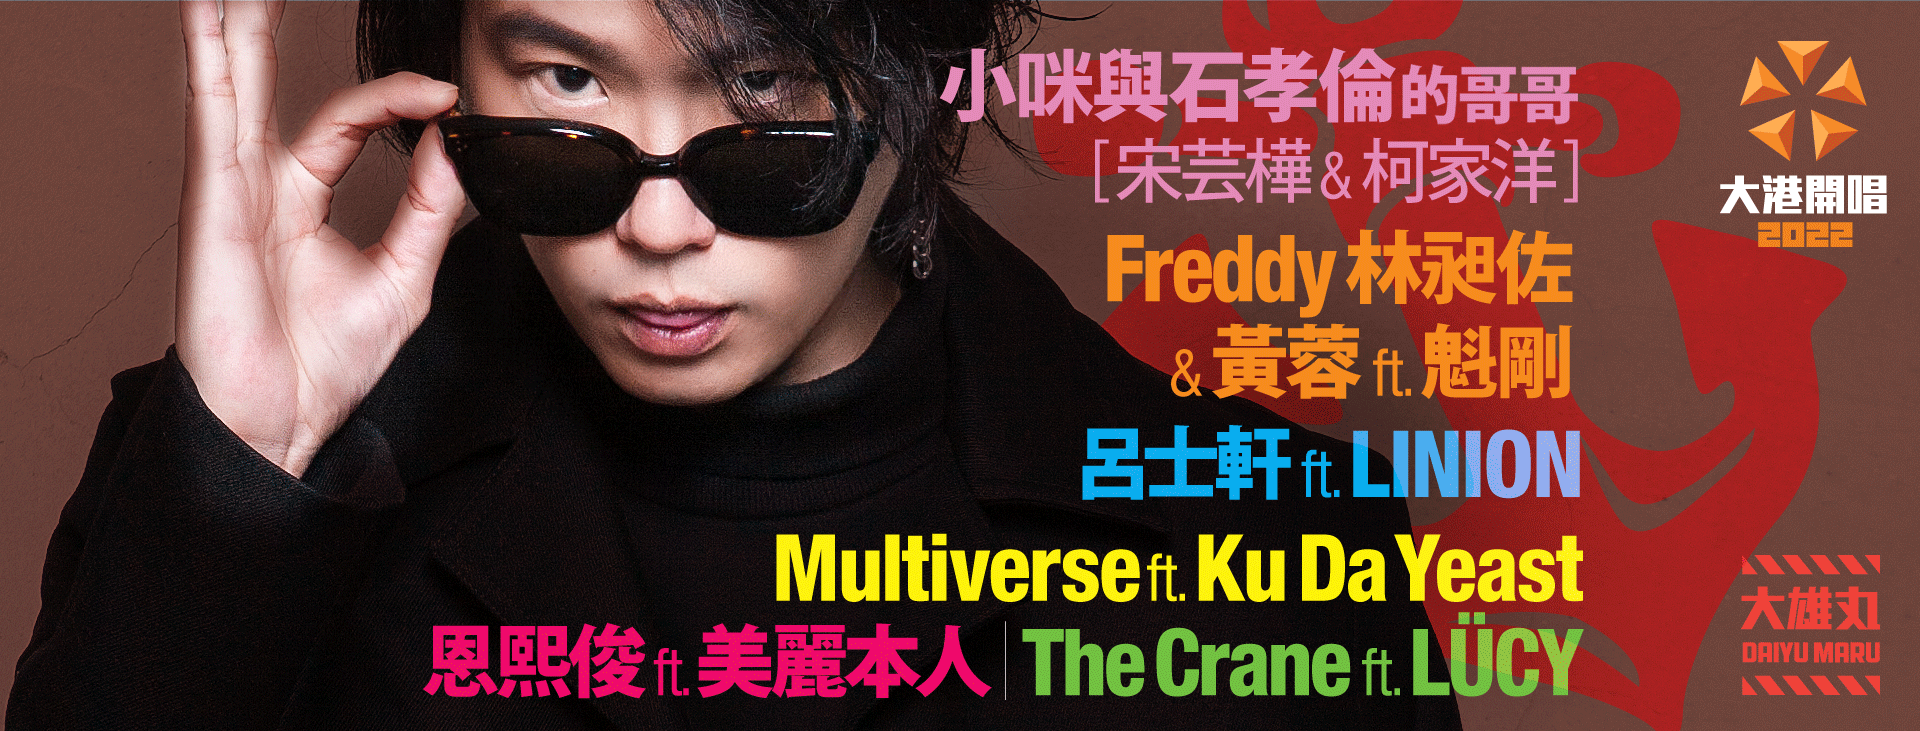 小咪與石孝倫的哥哥
[宋芸樺&柯家洋]
Freddy 林昶佐
& 黃蓉 ft. 魁剛
呂士軒 ft. LINION
Multiverse ft. Ku Da Yeast
恩熙俊 ft. 美麗本人 | The Crane ft. LÜCY
大港開唱
2022
大雄丸
DAIYU MARU